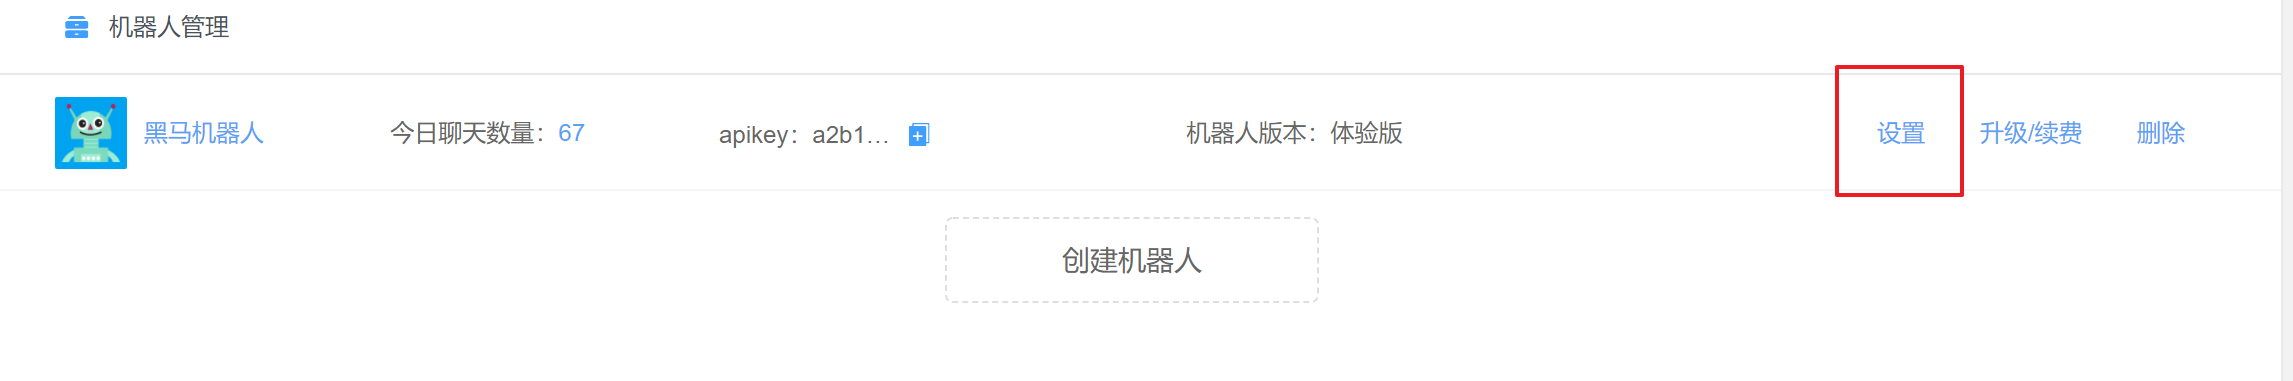 机器人管理
黑马机器人 今日聊天数量：67 apikey：a2b1... 机器人版本：体验版 设置 升级/续费 删除
创建机器人